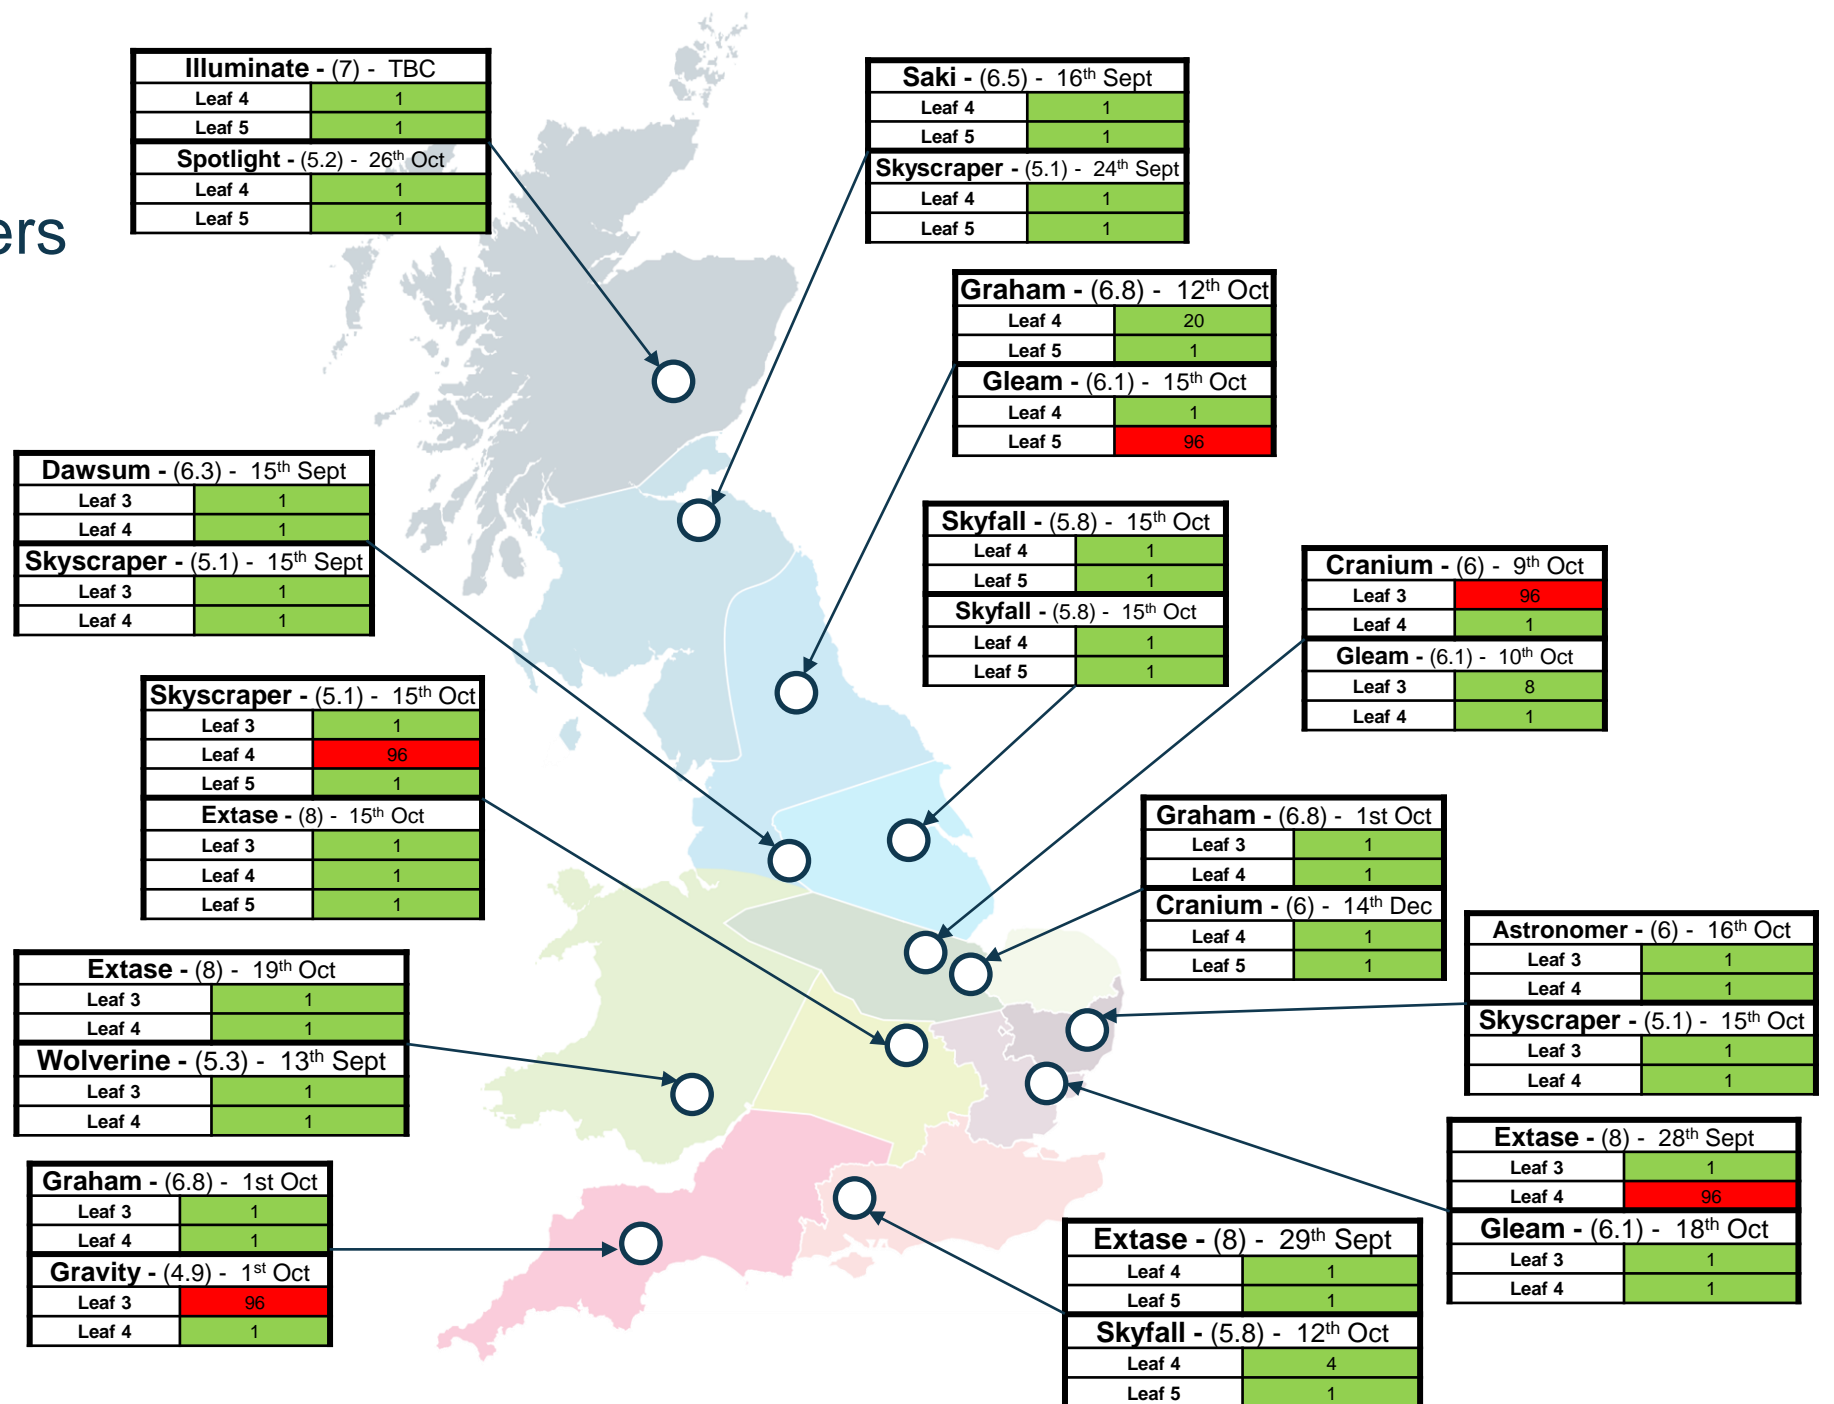 ers
Illuminate - (7) - TBC
Leaf 4 1
Leaf 5 1
Spotlight - (5.2) - 26th Oct
Leaf 4 1
Leaf 5 1
Saki - (6.5) - 16th Sept
Leaf 4 1
Leaf 5 1
Skyscraper - (5.1) - 24th Sept
Leaf 4 1
Leaf 5 1
Graham - (6.8) - 12th Oct
Leaf 4 20
Leaf 5 1
Gleam - (6.1) - 15th Oct
Leaf 4 1
Leaf 5 96
Dawsum - (6.3) - 15th Sept
Leaf 3 1
Leaf 4 1
Skyscraper - (5.1) - 15th Sept
Leaf 3 1
Leaf 4 1
Skyfall - (5.8) - 15th Oct
Leaf 4 1
Leaf 5 1
Skyfall - (5.8) - 15th Oct
Leaf 4 1
Leaf 5 1
Cranium - (6) - 9th Oct
Leaf 3 96
Leaf 4 1
Gleam - (6.1) - 10th Oct
Leaf 3 8
Leaf 4 1
Skyscraper - (5.1) - 15th Oct
Leaf 3 1
Leaf 4 96
Leaf 5 1
Extase - (8) - 15th Oct
Leaf 3 1
Leaf 4 1
Leaf 5 1
Graham - (6.8) - 1st Oct
Leaf 3 1
Leaf 4 1
Cranium - (6) - 14th Dec
Leaf 4 1
Leaf 5 1
Astronomer - (6) - 16th Oct
Leaf 3 1
Leaf 4 1
Skyscraper - (5.1) - 15th Oct
Leaf 3 1
Leaf 4 1
Extase - (8) - 19th Oct
Leaf 3 1
Leaf 4 1
Wolverine - (5.3) - 13th Sept
Leaf 3 1
Leaf 4 1
Extase - (8) - 28th Sept
Leaf 3 1
Leaf 4 96
Gleam - (6.1) - 18th Oct
Leaf 3 1
Leaf 4 1
Graham - (6.8) - 1st Oct
Leaf 3 1
Leaf 4 1
Gravity - (4.9) - 1st Oct
Leaf 3 96
Leaf 4 1
Extase - (8) - 29th Sept
Leaf 4 1
Leaf 5 1
Skyfall - (5.8) - 12th Oct
Leaf 4 4
Leaf 5 1